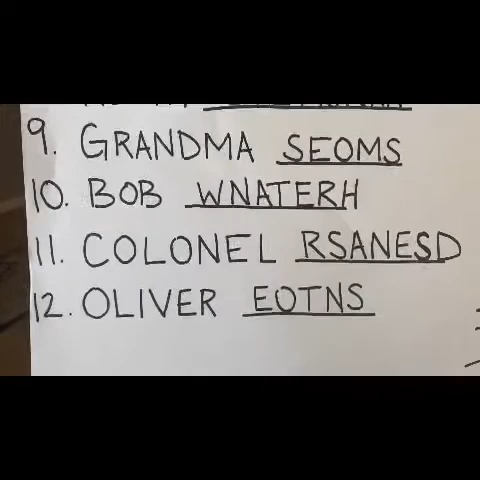 9. GRANDMA SEOMS
10. BOB WNATERH
11. COLONEL RSANESD
12. OLIVER EOTNS